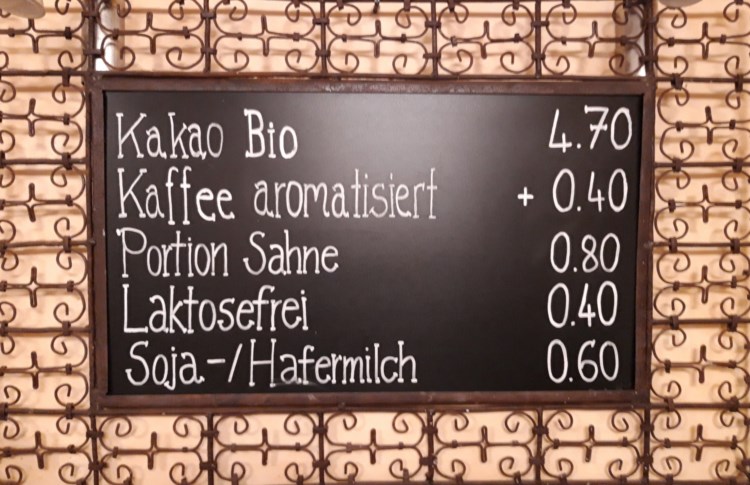 Kakao Bio 4.70
Kaffee aromatisiert + 0.40
Portion Sahne 0.80
Laktosefrei 0.40
Soja-/Hafermilch 0.60